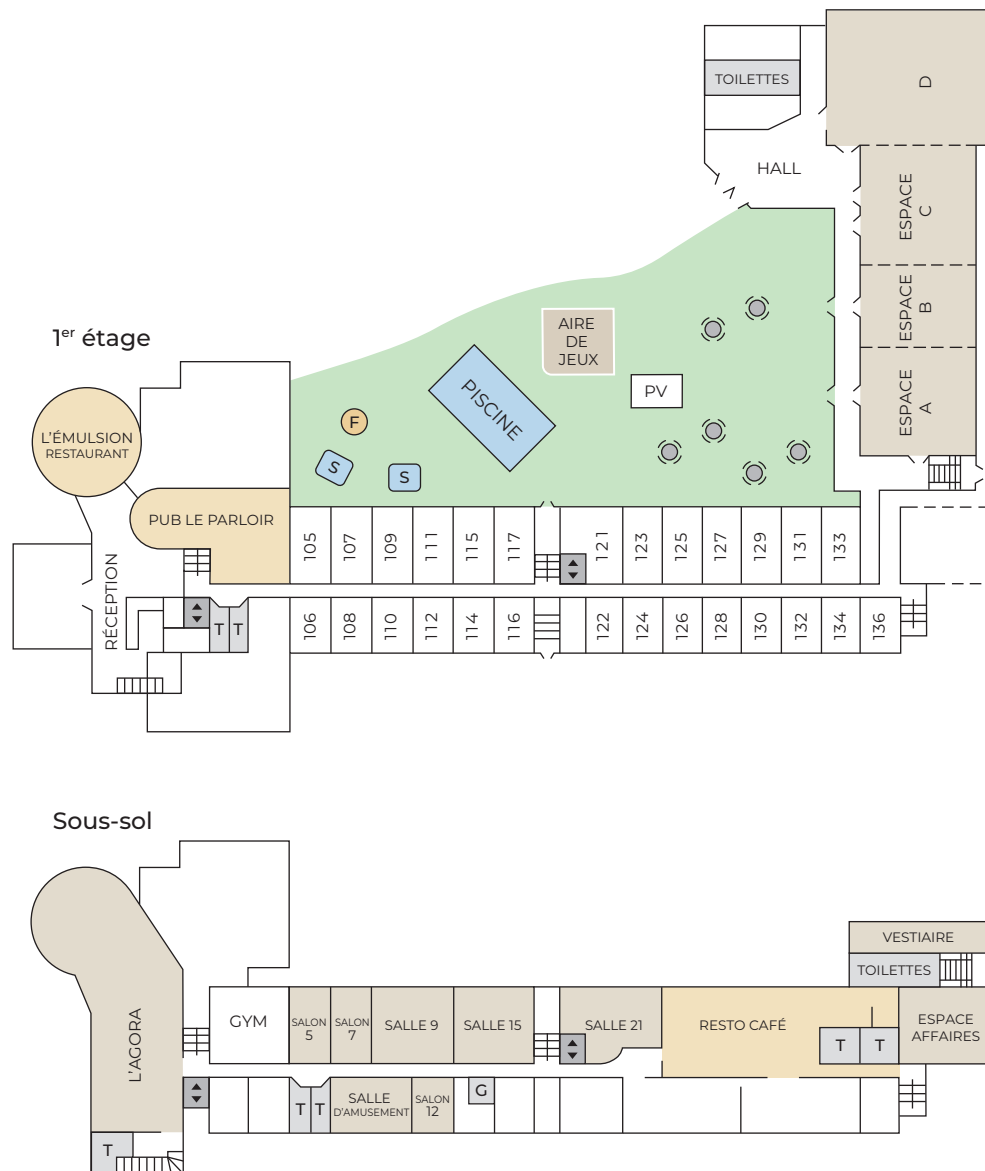 TOILETTES
D
HALL
ESPACE
C
ESPACE
B
ESPACE
A
1er étage
AIRE
DE
JEUX
PISCINE
PV
F
S
S
L'ÉMULSION
RESTAURANT
PUB LE PARLOIR
RÉCEPTION
T T
105 107 109 111 115 117 121 123 125 127 129 131 133
106 108 110 112 114 116 122 124 126 128 130 132 134 136
Sous-sol
VESTIAIRE
TOILETTES
L'AGORA
GYM
SALON
5
SALON
7
SALLE 9
SALLE 15
SALLE 21
RESTO CAFÉ
T T
ESPACE
AFFAIRES
T T
SALLE
D'AMUSEMENT
SALON
12
G
T